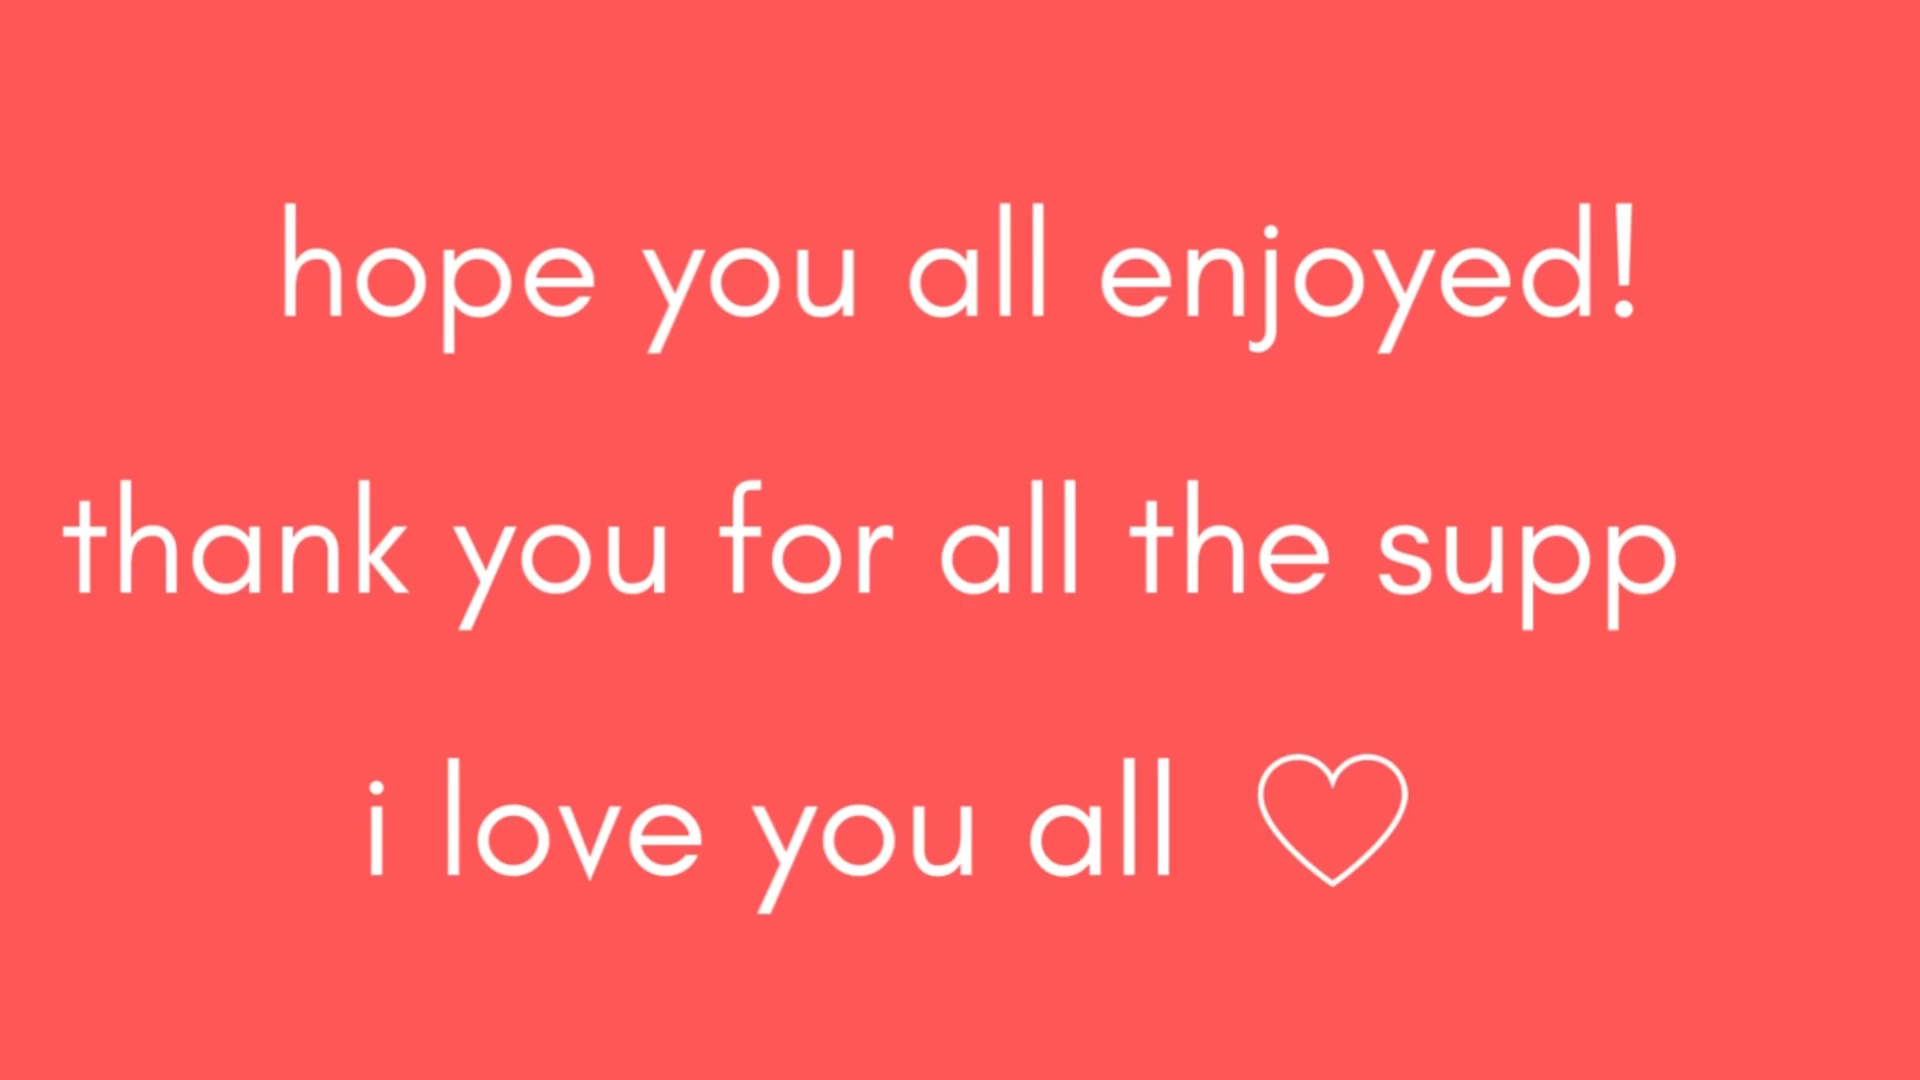 hope you all enjoyed!
thank you for all the supp
i love you all ♡